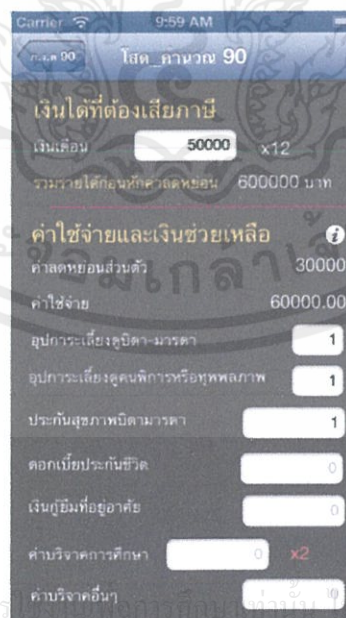 Carrier 9:59 AM
ภ.ง.ด 90 โสด_คำนวณ 90
เงินได้ที่ต้องเสียภาษี
เงินเดือน 50000 x12
รวมรายได้ก่อนหักค่าลดหย่อน 600000 บาท
ค่าใช้จ่ายและเงินช่วยเหลือ
ค่าลดหย่อนส่วนตัว 30000
ค่าใช้จ่าย 60000.00
อุปการะเลี้ยงดูบิดา-มารดา 1
อุปการะเลี้ยงดูคนพิการหรือทุพพลภาพ 1
ประกันสุขภาพบิดามารดา 1
ดอกเบี้ยประกันชีวิต 0
เงินกู้ยืมที่อยู่อาศัย 0
ค่าบริจาคการศึกษา 0 x2
ค่าบริจาคอื่นๆ 0